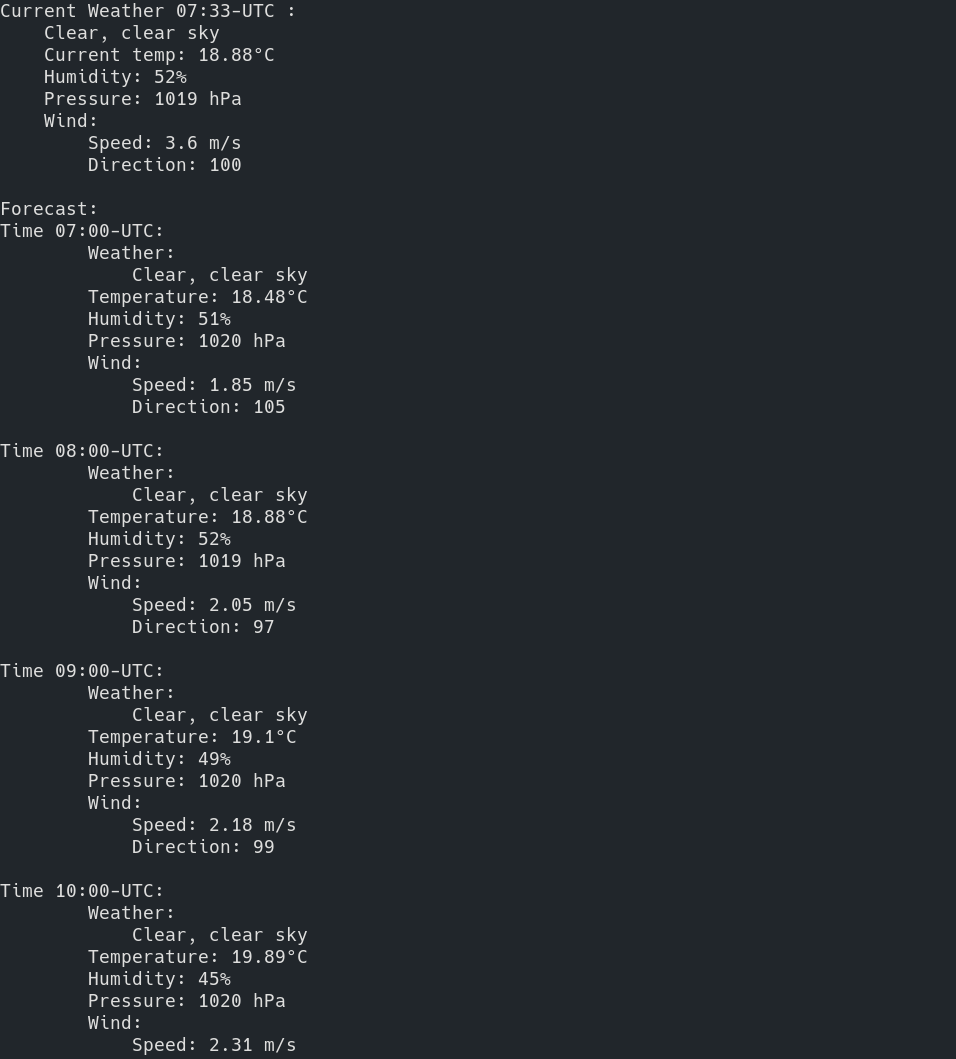 Current Weather 07:33-UTC :
Clear, clear sky
Current temp: 18.88°C
Humidity: 52%
Pressure: 1019 hPa
Wind:
Speed: 3.6 m/s
Direction: 100
Forecast:
Time 07:00-UTC:
Weather:
Clear, clear sky
Temperature: 18.48°C
Humidity: 51%
Pressure: 1020 hPa
Wind:
Speed: 1.85 m/s
Direction: 105
Time 08:00-UTC:
Weather:
Clear, clear sky
Temperature: 18.88°C
Humidity: 52%
Pressure: 1019 hPa
Wind:
Speed: 2.05 m/s
Direction: 97
Time 09:00-UTC:
Weather:
Clear, clear sky
Temperature: 19.1°C
Humidity: 49%
Pressure: 1020 hPa
Wind:
Speed: 2.18 m/s
Direction: 99
Time 10:00-UTC:
Weather:
Clear, clear sky
Temperature: 19.89°C
Humidity: 45%
Pressure: 1020 hPa
Wind:
Speed: 2.31 m/s